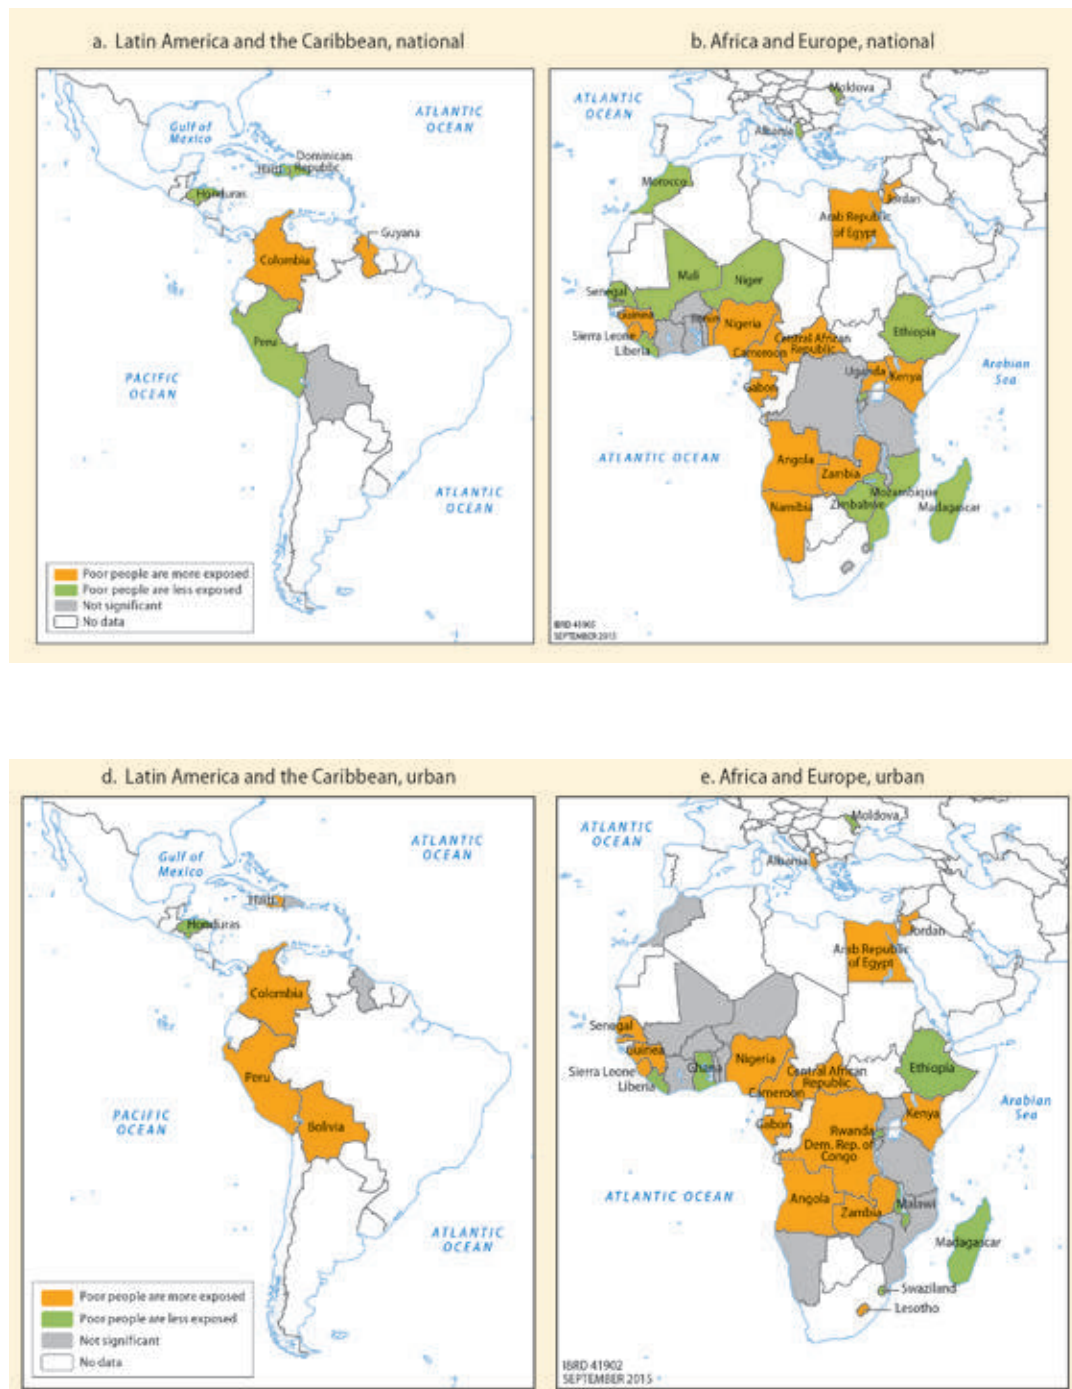 a. Latin America and the Caribbean, national
b. Africa and Europe, national
ATLANTIC
OCEAN
Gulf of
Mexico
Dominican
Republic
Haiti
Honduras
Guyana
Colombia
Peru
PACIFIC
OCEAN
ATLANTIC
OCEAN
Poor people are more exposed
Poor people are less exposed
Not significant
No data
ATLANTIC
OCEAN
Moldova
Albania
Morocco
Jordan
Arab Republic
of Egypt
Mali
Niger
Senegal
Guinea
Benin
Nigeria
Sierra Leone
Liberia
Central African
Republic
Cameroon
Ethiopia
Uganda
Kenya
Gabon
Arabian
Sea
ATLANTIC OCEAN
Angola
Zambia
Mozambique
Namibia
Zimbabwe
Madagascar
IBRD 41905
SEPTEMBER 2015
d. Latin America and the Caribbean, urban
e. Africa and Europe, urban
ATLANTIC
OCEAN
Gulf of
Mexico
Haiti
Honduras
Colombia
Peru
Bolivia
PACIFIC
OCEAN
ATLANTIC
OCEAN
Poor people are more exposed
Poor people are less exposed
Not significant
No data
ATLANTIC
OCEAN
Moldova
Albania
Jordan
Arab Republic
of Egypt
Senegal
Guinea
Sierra Leone
Liberia
Ghana
Nigeria
Central African
Republic
Cameroon
Ethiopia
Gabon
Kenya
Arabian
Sea
Rwanda
Dem. Rep. of
Congo
ATLANTIC OCEAN
Angola
Zambia
Malawi
Madagascar
Swaziland
Lesotho
IBRD 41902
SEPTEMBER 2015